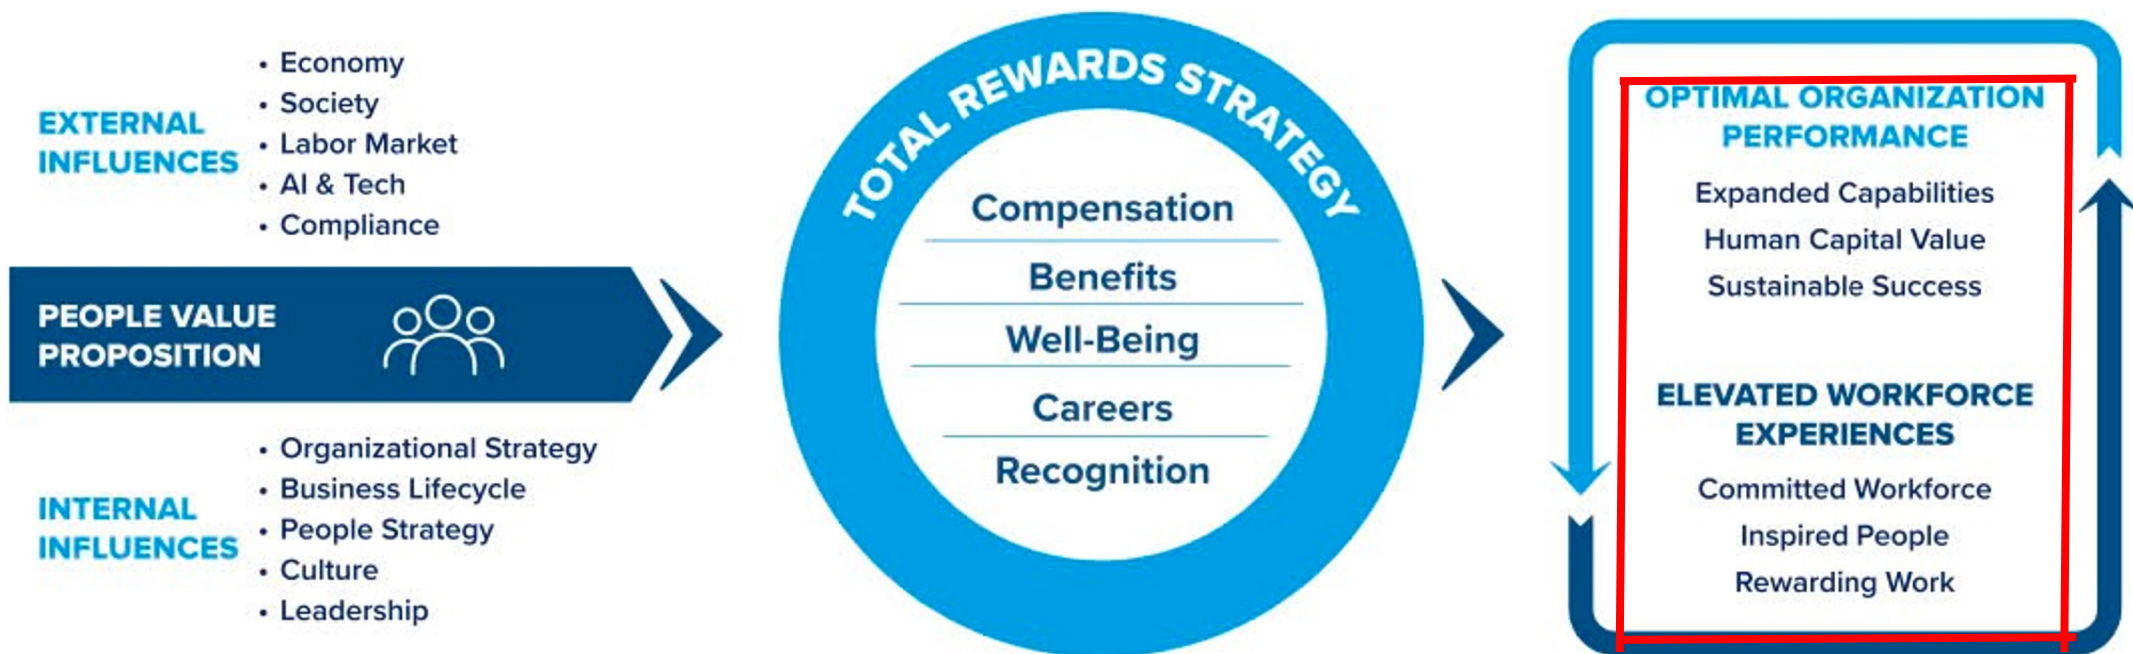 EXTERNAL
INFLUENCES
• Economy
• Society
• Labor Market
• AI & Tech
• Compliance
PEOPLE VALUE
PROPOSITION
INTERNAL
INFLUENCES
• Organizational Strategy
• Business Lifecycle
• People Strategy
• Culture
• Leadership
TOTAL REWARDS STRATEGY
Compensation
Benefits
Well-Being
Careers
Recognition
OPTIMAL ORGANIZATION
PERFORMANCE
Expanded Capabilities
Human Capital Value
Sustainable Success
ELEVATED WORKFORCE
EXPERIENCES
Committed Workforce
Inspired People
Rewarding Work